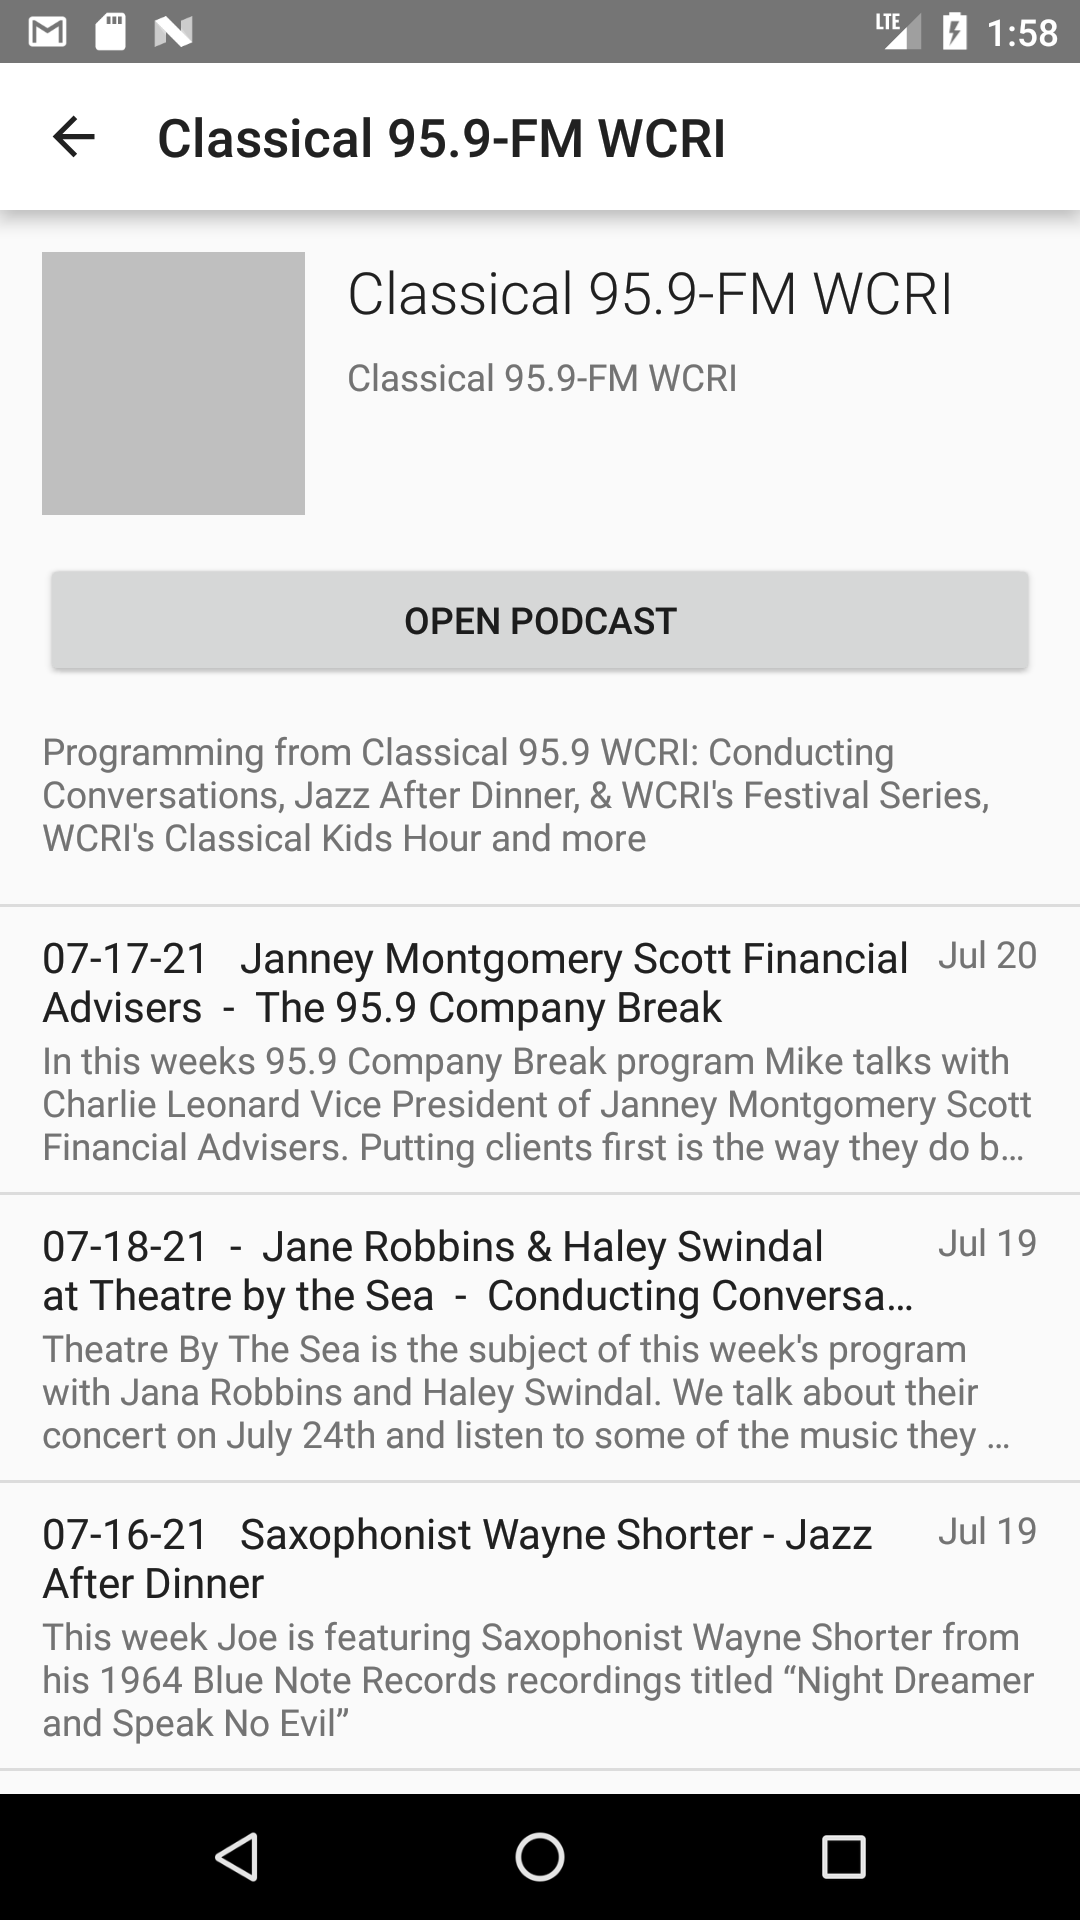 LTE 1:58
Classical 95.9-FM WCRI
Classical 95.9-FM WCRI
Classical 95.9-FM WCRI
OPEN PODCAST
Programming from Classical 95.9 WCRI: Conducting
Conversations, Jazz After Dinner, & WCRI's Festival Series,
WCRI's Classical Kids Hour and more
07-17-21   Janney Montgomery Scott Financial Jul 20
Advisers  -  The 95.9 Company Break
In this weeks 95.9 Company Break program Mike talks with
Charlie Leonard Vice President of Janney Montgomery Scott
Financial Advisers. Putting clients first is the way they do b…
07-18-21  -  Jane Robbins & Haley Swindal Jul 19
at Theatre by the Sea  -  Conducting Conversa…
Theatre By The Sea is the subject of this week's program
with Jana Robbins and Haley Swindal. We talk about their
concert on July 24th and listen to some of the music they …
07-16-21   Saxophonist Wayne Shorter - Jazz Jul 19
After Dinner
This week Joe is featuring Saxophonist Wayne Shorter from
his 1964 Blue Note Records recordings titled “Night Dreamer
and Speak No Evil”